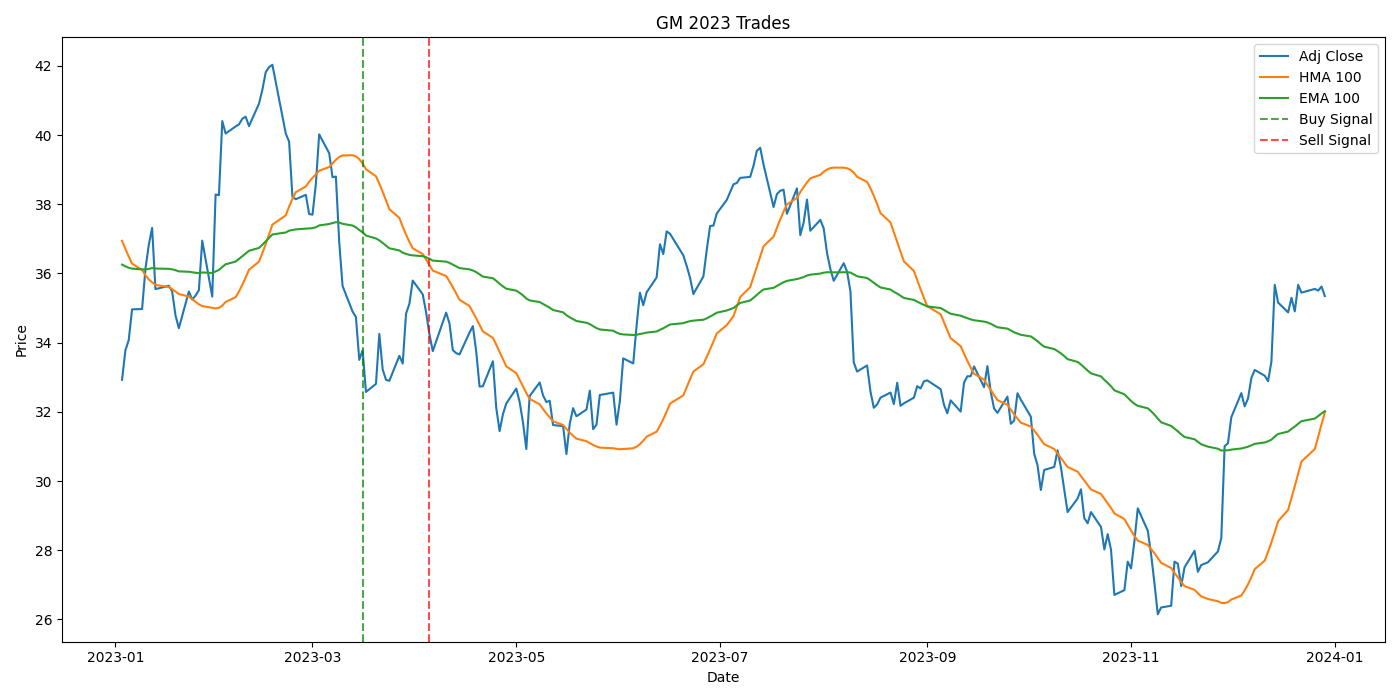 GM 2023 Trades
Adj Close
HMA 100
EMA 100
Buy Signal
Sell Signal
Price
42
40
38
36
34
32
30
28
26
2023-01
2023-03
2023-05
2023-07
2023-09
2023-11
2024-01
Date